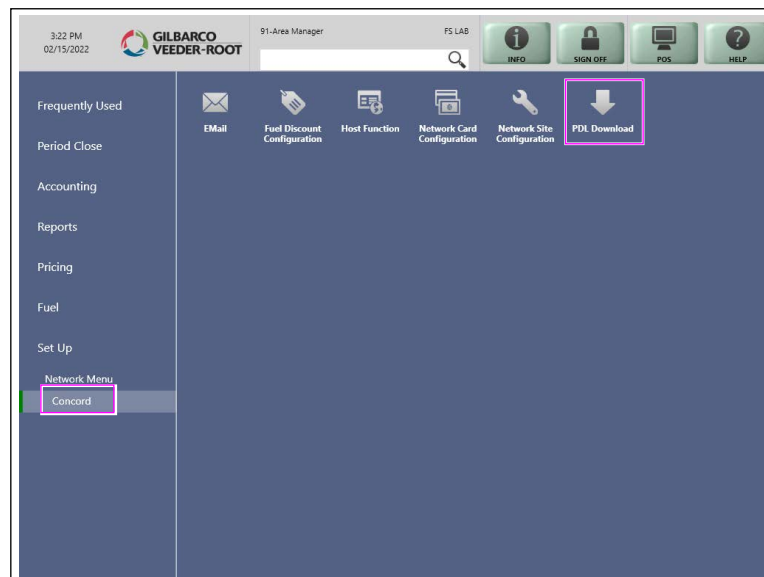 3:22 PM
02/15/2022
GILBARCO
VEEDER-ROOT
91-Area Manager
FS LAB
INFO
SIGN OFF
POS
HELP
Frequently Used
Period Close
Accounting
Reports
Pricing
Fuel
Set Up
Network Menu
Concord
EMail
Fuel Discount
Configuration
Host Function
Network Card
Configuration
Network Site
Configuration
PDL Download